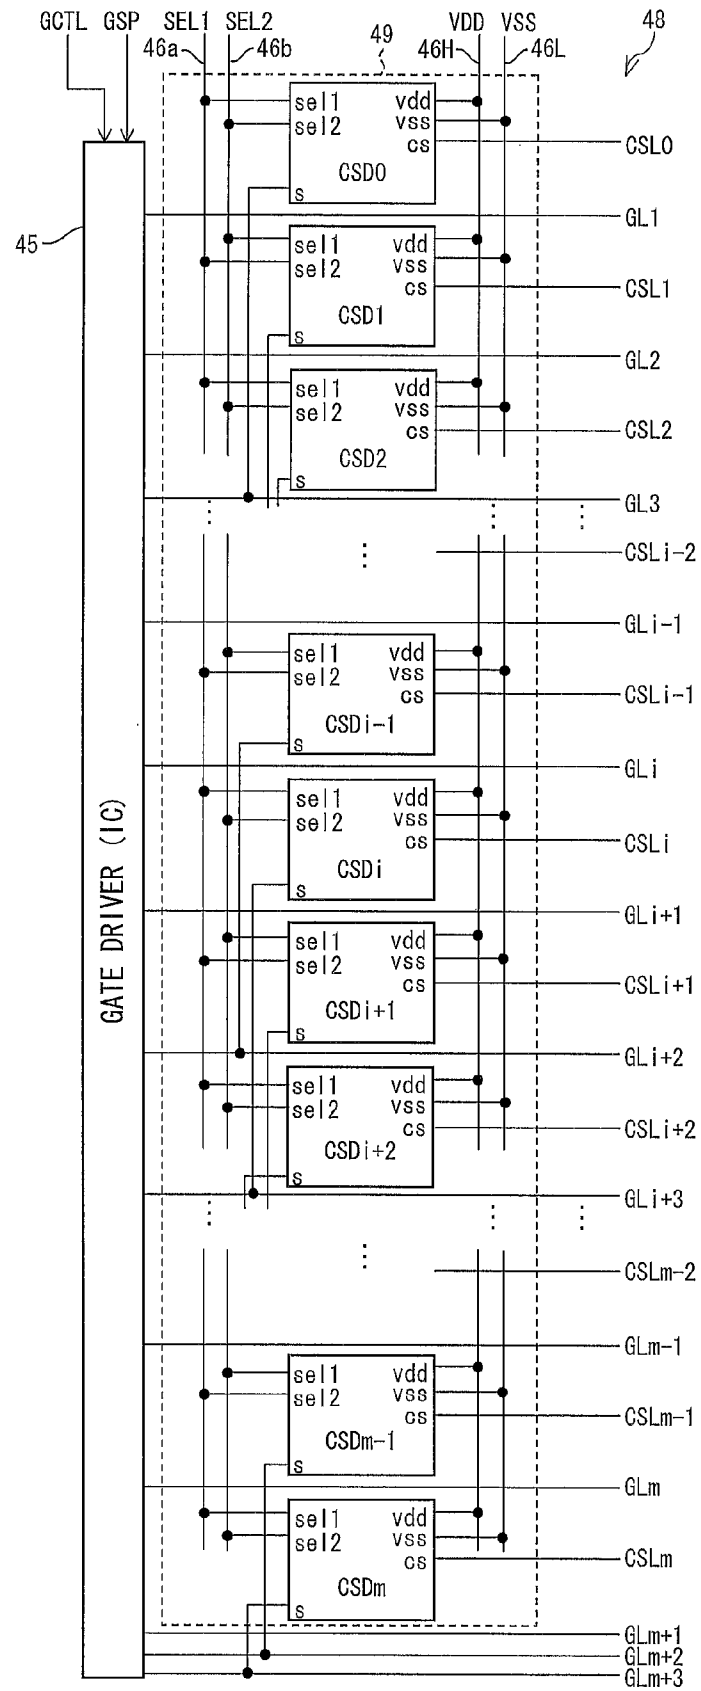 GCTL GSP SEL1 SEL2 VDD VSS
46a 46b 49 46H 46L 48
sel1 vdd
sel2 vss
cs CSL0
CSD0
s
GL1
45
sel1 vdd
sel2 vss
cs CSL1
CSD1
s
GL2
sel1 vdd
sel2 vss
cs CSL2
CSD2
s
GL3
⋮ ⋮ ⋮
⋮ CSLi-2
GLi-1
sel1 vdd
sel2 vss
cs CSLi-1
CSDi-1
s
GLi
sel1 vdd
sel2 vss
cs CSLi
CSDi
s
GLi+1
GATE DRIVER (IC)
sel1 vdd
sel2 vss
cs CSLi+1
CSDi+1
s
GLi+2
sel1 vdd
sel2 vss
cs CSLi+2
CSDi+2
s
GLi+3
⋮ ⋮ ⋮
⋮ CSLm-2
GLm-1
sel1 vdd
sel2 vss
cs CSLm-1
CSDm-1
s
GLm
sel1 vdd
sel2 vss
cs CSLm
CSDm
s
GLm+1
GLm+2
GLm+3